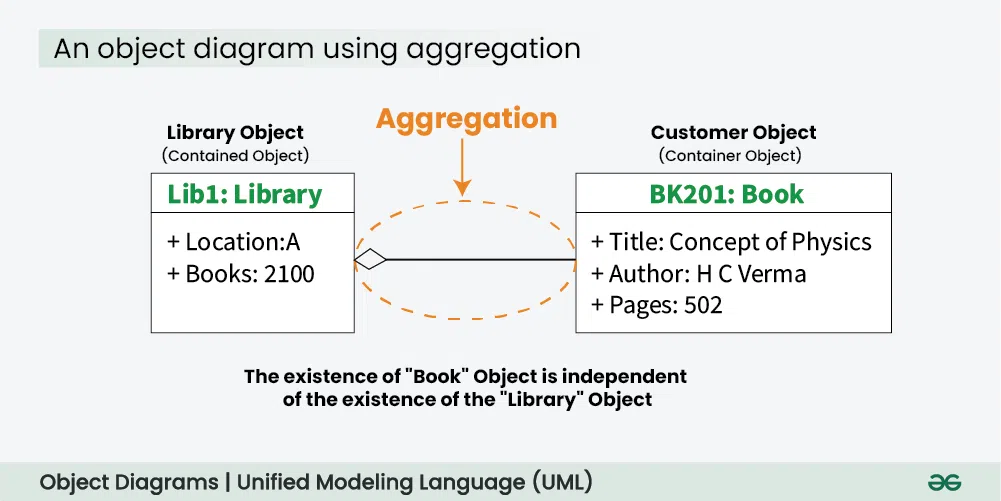 An object diagram using aggregation
Aggregation
Library Object
(Contained Object)
Customer Object
(Container Object)
Lib1: Library
+ Location:A
+ Books: 2100
BK201: Book
+ Title: Concept of Physics
+ Author: H C Verma
+ Pages: 502
The existence of "Book" Object is independent
of the existence of the "Library" Object
Object Diagrams | Unified Modeling Language (UML)